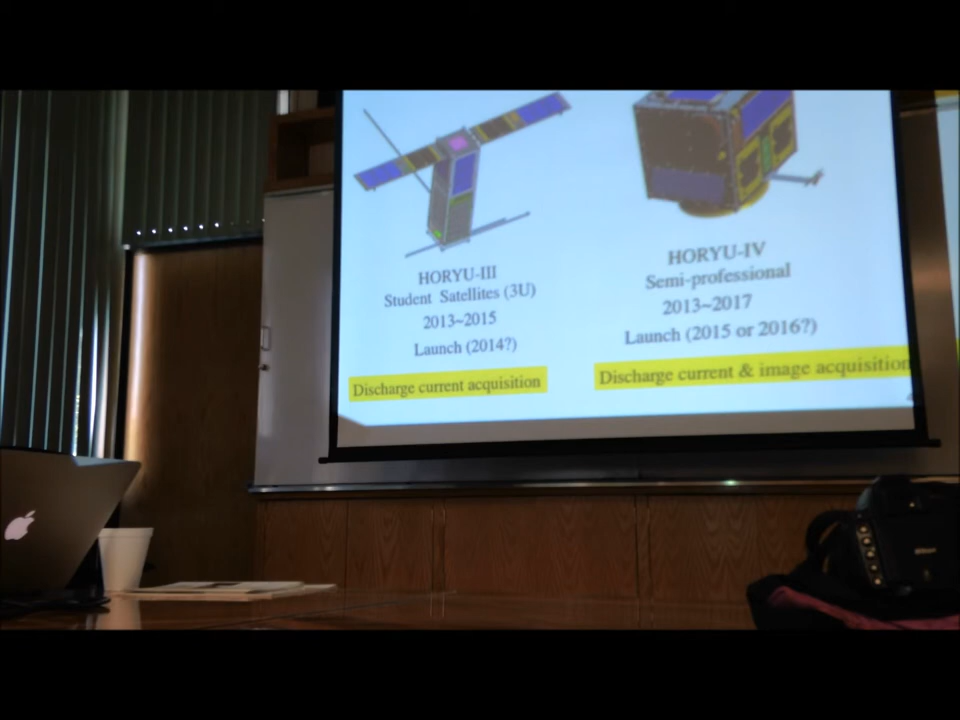 HORYU-III
Student Satellites (3U)
2013~2015
Launch (2014?)
Discharge current acquisition
HORYU-IV
Semi-professional
2013~2017
Launch (2015 or 2016?)
Discharge current & image acquisition
Nikon